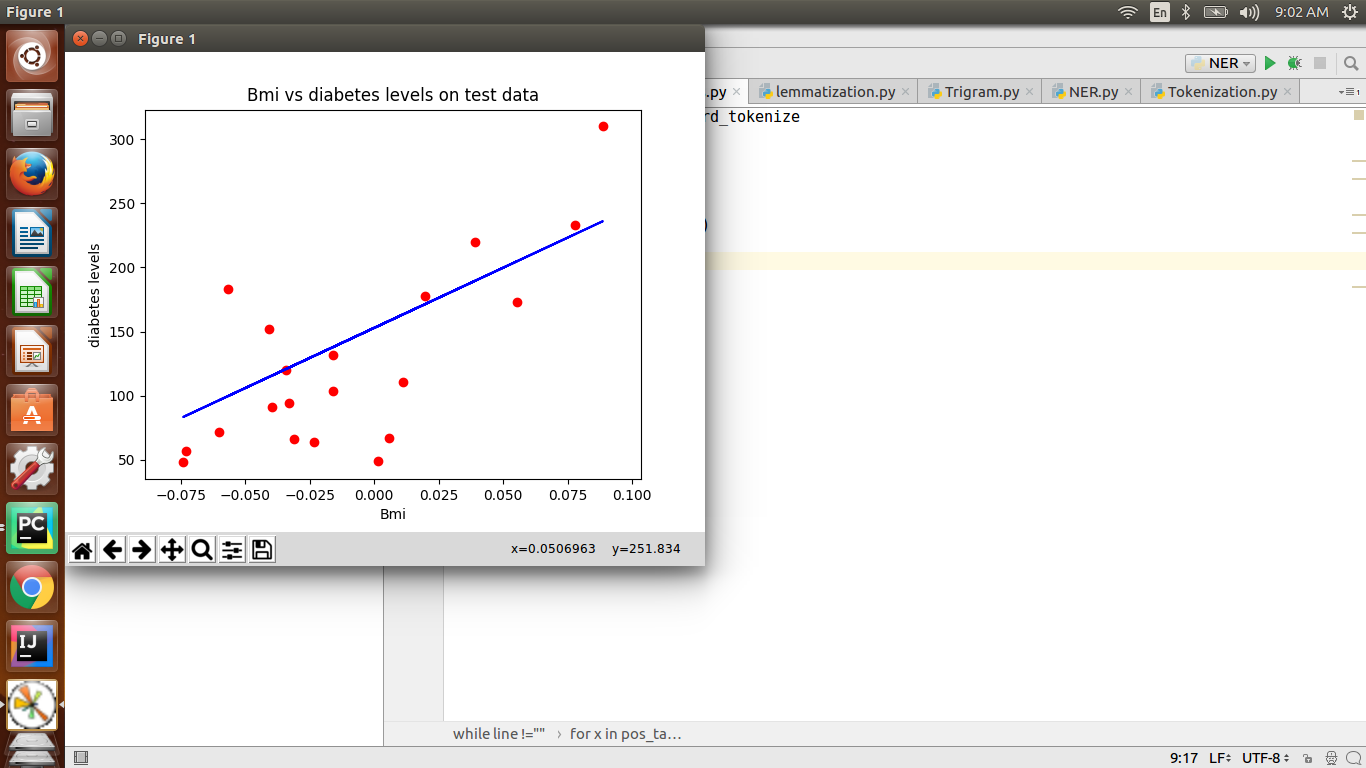 Figure 1
En
9:02 AM
Figure 1
Bmi vs diabetes levels on test data
300
250
200
150
100
50
diabetes levels
−0.075 −0.050 −0.025 0.000 0.025 0.050 0.075 0.100
Bmi
x=0.0506963 y=251.834
NER
.py lemmatization.py Trigram.py NER.py Tokenization.py
1
rd_tokenize
)
PC
IJ
while line !="" › for x in pos_ta...
9:17 LF UTF-8